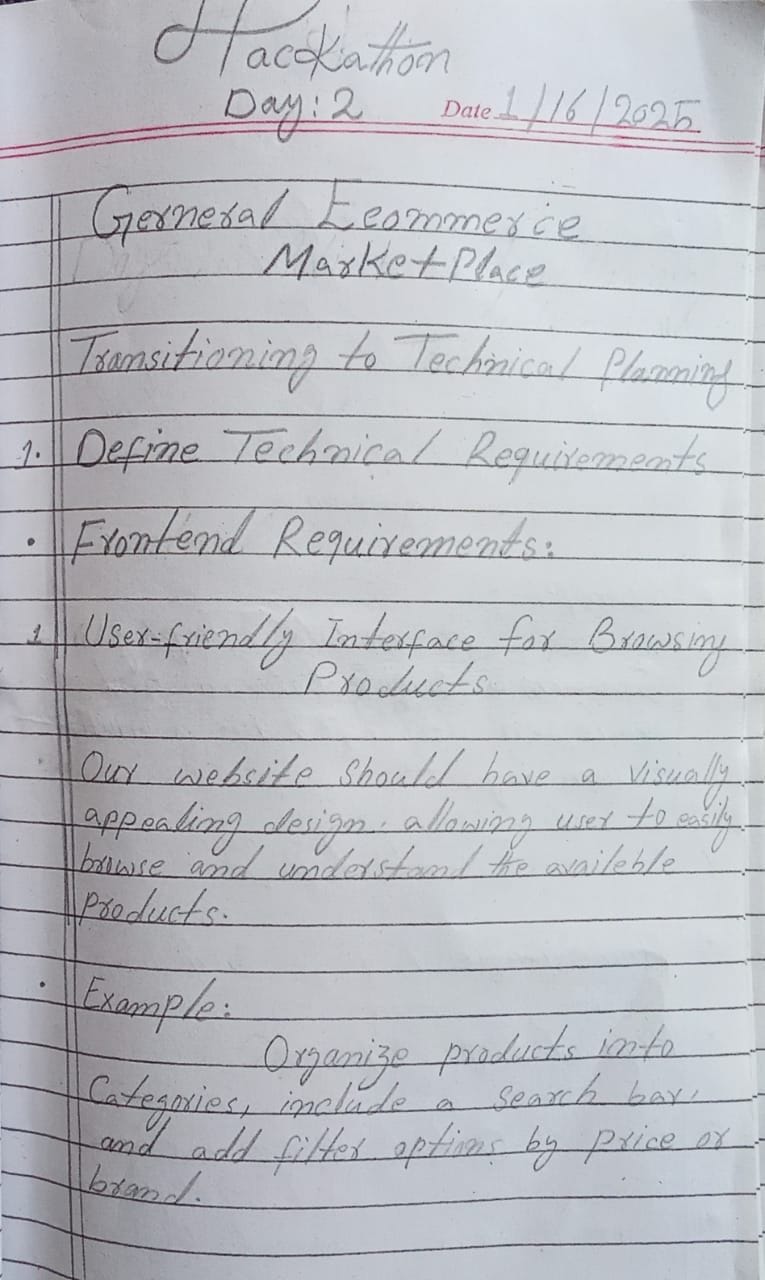 Hackathon
Day: 2 Date 1/16/2025
Gerneral Ecommerce
MarketPlace
Transitioning to Technical Planning
1. Define Technical Requirements
• Frontend Requirements:
1 User-friendly Interface for Browsing
Products
Our website should have a visually
appealing design. allowing user to easily
browse and understand the availeble
products.
• Example:
Organize products into
Categories, include a search bar,
and add filter options by price or
brand.